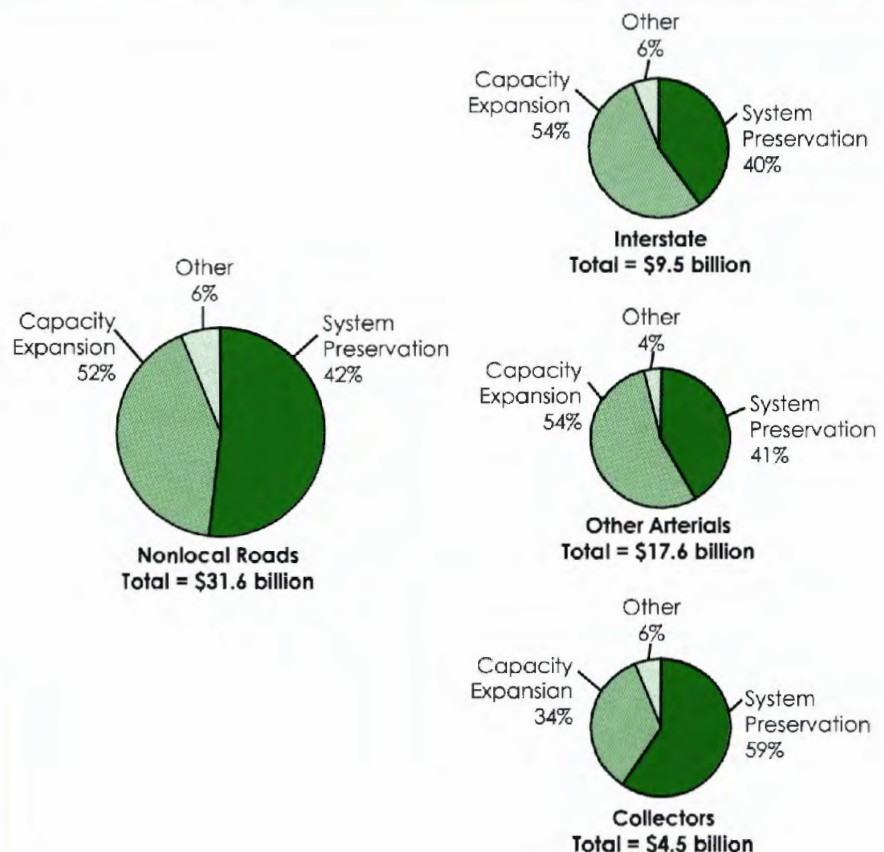 Other
6%
Capacity
Expansion
52%
System
Preservation
42%
Nonlocal Roads
Total = $31.6 billion
Other
6%
Capacity
Expansion
54%
System
Preservation
40%
Interstate
Total = $9.5 billion
Other
4%
Capacity
Expansion
54%
System
Preservation
41%
Other Arterials
Total = $17.6 billion
Other
6%
Capacity
Expansion
34%
System
Preservation
59%
Collectors
Total = $4.5 billion